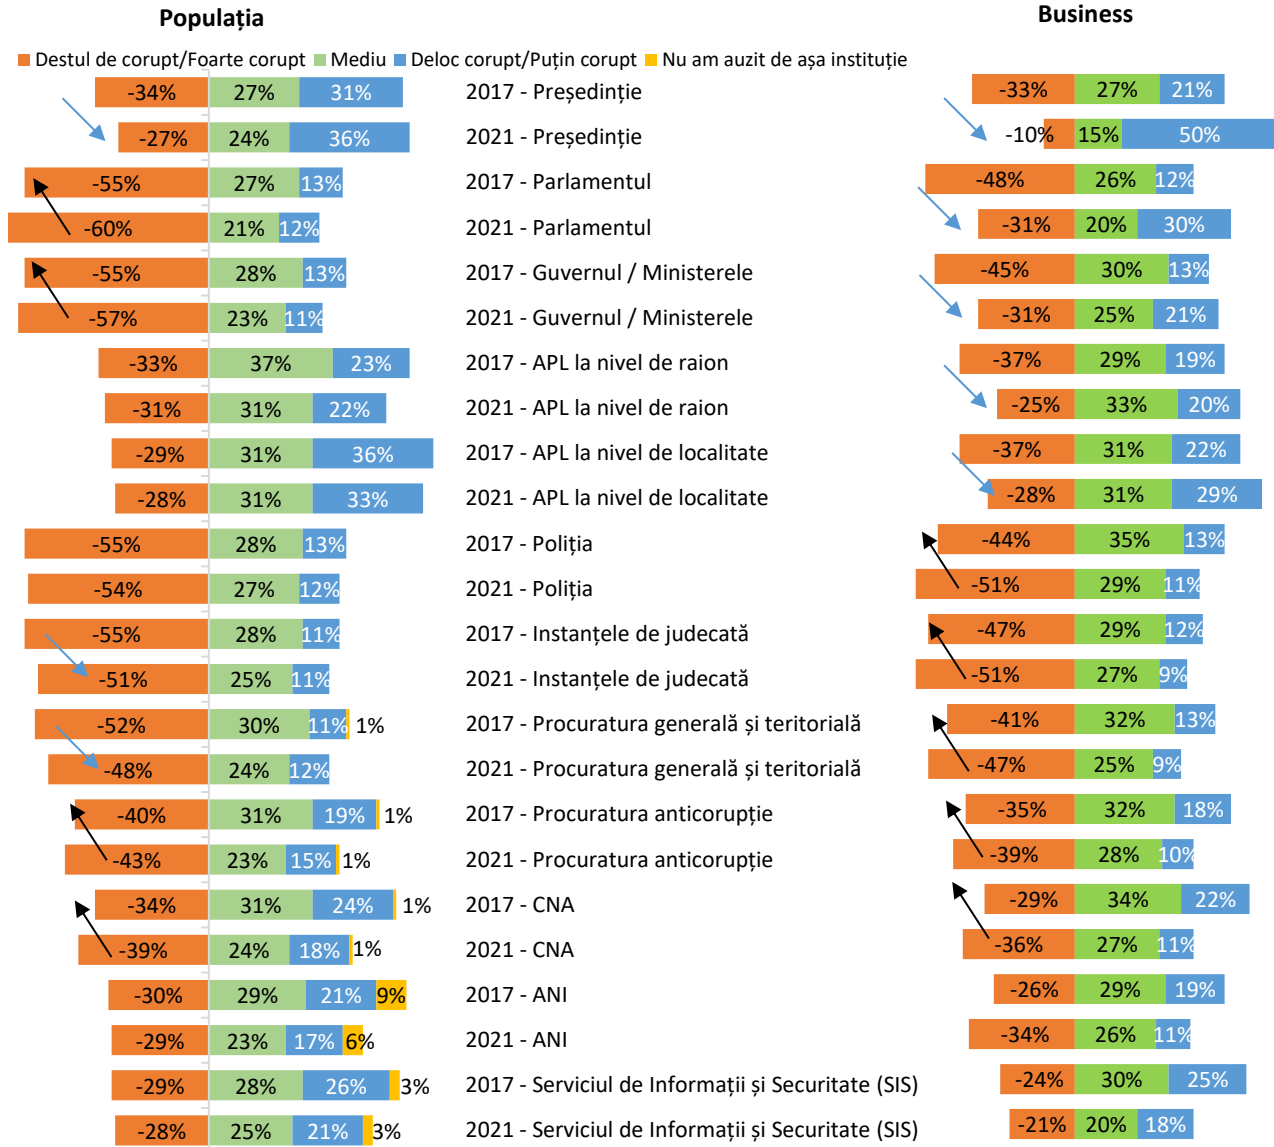 Populația Business
Destul de corupt/Foarte corupt Mediu Deloc corupt/Puțin corupt Nu am auzit de așa instituție
-34% 27% 31% 2017 - Președinție -33% 27% 21%
-27% 24% 36% 2021 - Președinție -10% 15% 50%
-55% 27% 13% 2017 - Parlamentul -48% 26% 12%
-60% 21% 12% 2021 - Parlamentul -31% 20% 30%
-55% 28% 13% 2017 - Guvernul / Ministerele -45% 30% 13%
-57% 23% 11% 2021 - Guvernul / Ministerele -31% 25% 21%
-33% 37% 23% 2017 - APL la nivel de raion -37% 29% 19%
-31% 31% 22% 2021 - APL la nivel de raion -25% 33% 20%
-29% 31% 36% 2017 - APL la nivel de localitate -37% 31% 22%
-28% 31% 33% 2021 - APL la nivel de localitate -28% 31% 29%
-55% 28% 13% 2017 - Poliția -44% 35% 13%
-54% 27% 12% 2021 - Poliția -51% 29% 11%
-55% 28% 11% 2017 - Instanțele de judecată -47% 29% 12%
-51% 25% 11% 2021 - Instanțele de judecată -51% 27% 9%
-52% 30% 11% 1% 2017 - Procuratura generală și teritorială -41% 32% 13%
-48% 24% 12% 2021 - Procuratura generală și teritorială -47% 25% 9%
-40% 31% 19% 1% 2017 - Procuratura anticorupție -35% 32% 18%
-43% 23% 15% 1% 2021 - Procuratura anticorupție -39% 28% 10%
-34% 31% 24% 1% 2017 - CNA -29% 34% 22%
-39% 24% 18% 1% 2021 - CNA -36% 27% 11%
-30% 29% 21% 9% 2017 - ANI -26% 29% 19%
-29% 23% 17% 6% 2021 - ANI -34% 26% 11%
-29% 28% 26% 3% 2017 - Serviciul de Informații și Securitate (SIS) -24% 30% 25%
-28% 25% 21% 3% 2021 - Serviciul de Informații și Securitate (SIS) -21% 20% 18%